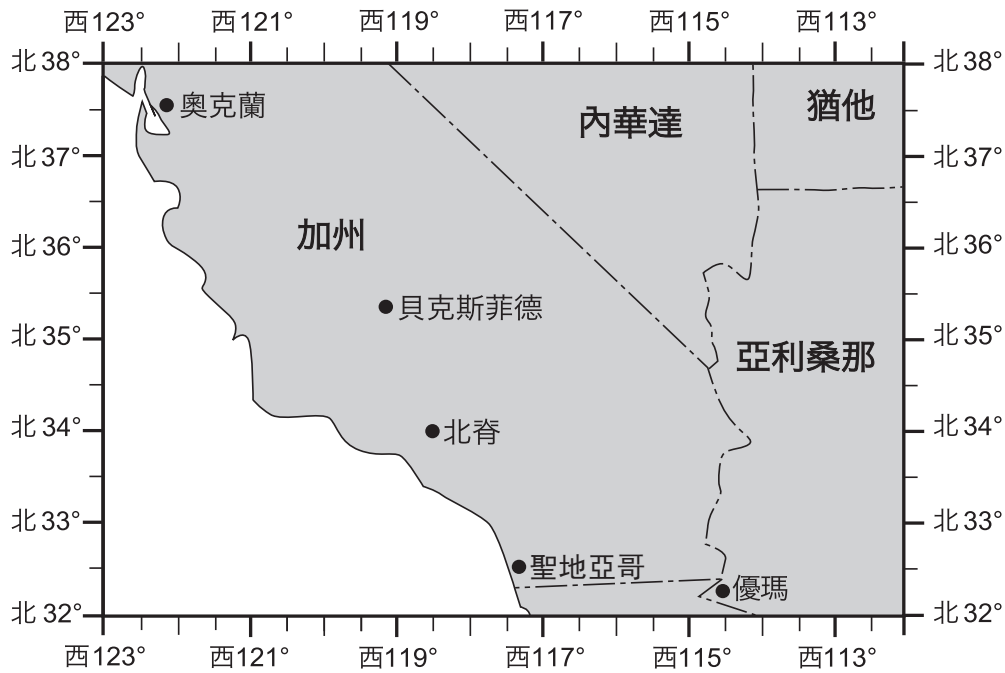 西123° 西121° 西119° 西117° 西115° 西113°
北38° 北38°
奧克蘭
內華達
猶他
北37° 北37°
加州
北36° 北36°
貝克斯菲德
北35° 北35°
亞利桑那
北34° 北34°
北脊
北33° 北33°
聖地亞哥
優瑪
北32° 北32°
西123° 西121° 西119° 西117° 西115° 西113°